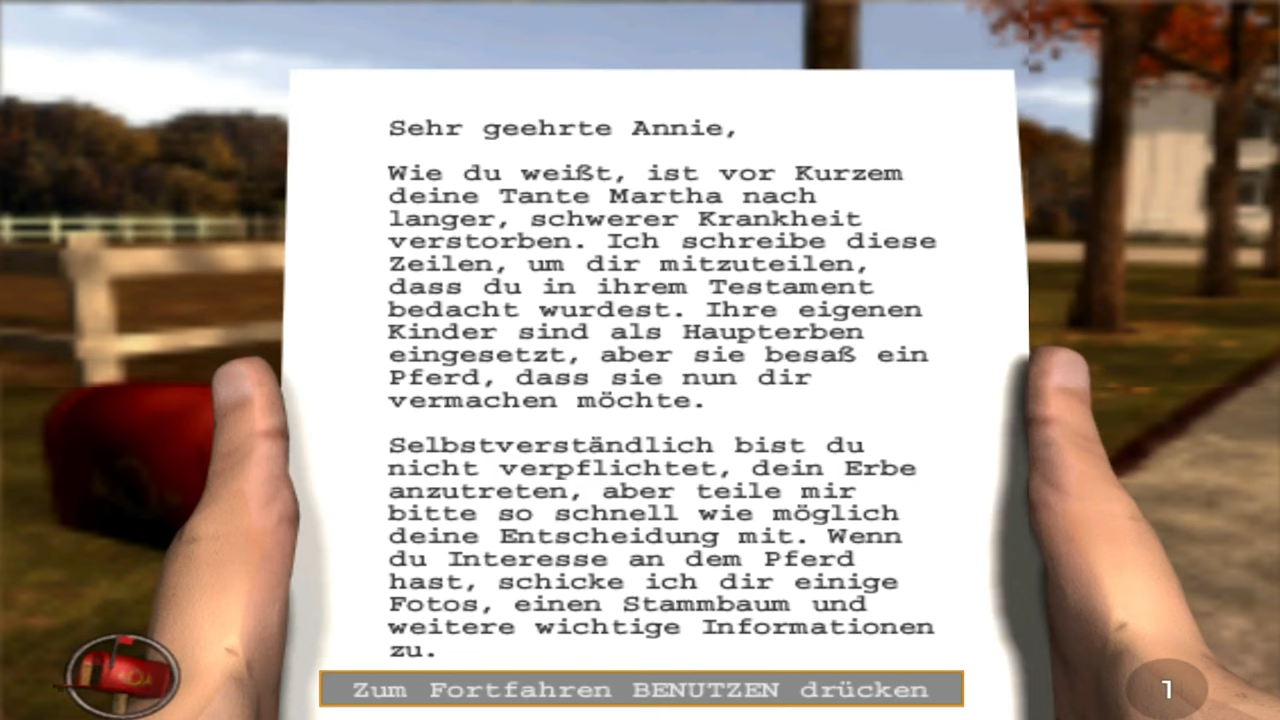 Sehr geehrte Annie,
Wie du weißt, ist vor Kurzem
deine Tante Martha nach
langer, schwerer Krankheit
verstorben. Ich schreibe diese
Zeilen, um dir mitzuteilen,
dass du in ihrem Testament
bedacht wurdest. Ihre eigenen
Kinder sind als Haupterben
eingesetzt, aber sie besaß ein
Pferd, dass sie nun dir
vermachen möchte.
Selbstverständlich bist du
nicht verpflichtet, dein Erbe
anzutreten, aber teile mir
bitte so schnell wie möglich
deine Entscheidung mit. Wenn
du Interesse an dem Pferd
hast, schicke ich dir einige
Fotos, einen Stammbaum und
weitere wichtige Informationen
zu.
Zum Fortfahren BENUTZEN drücken
1